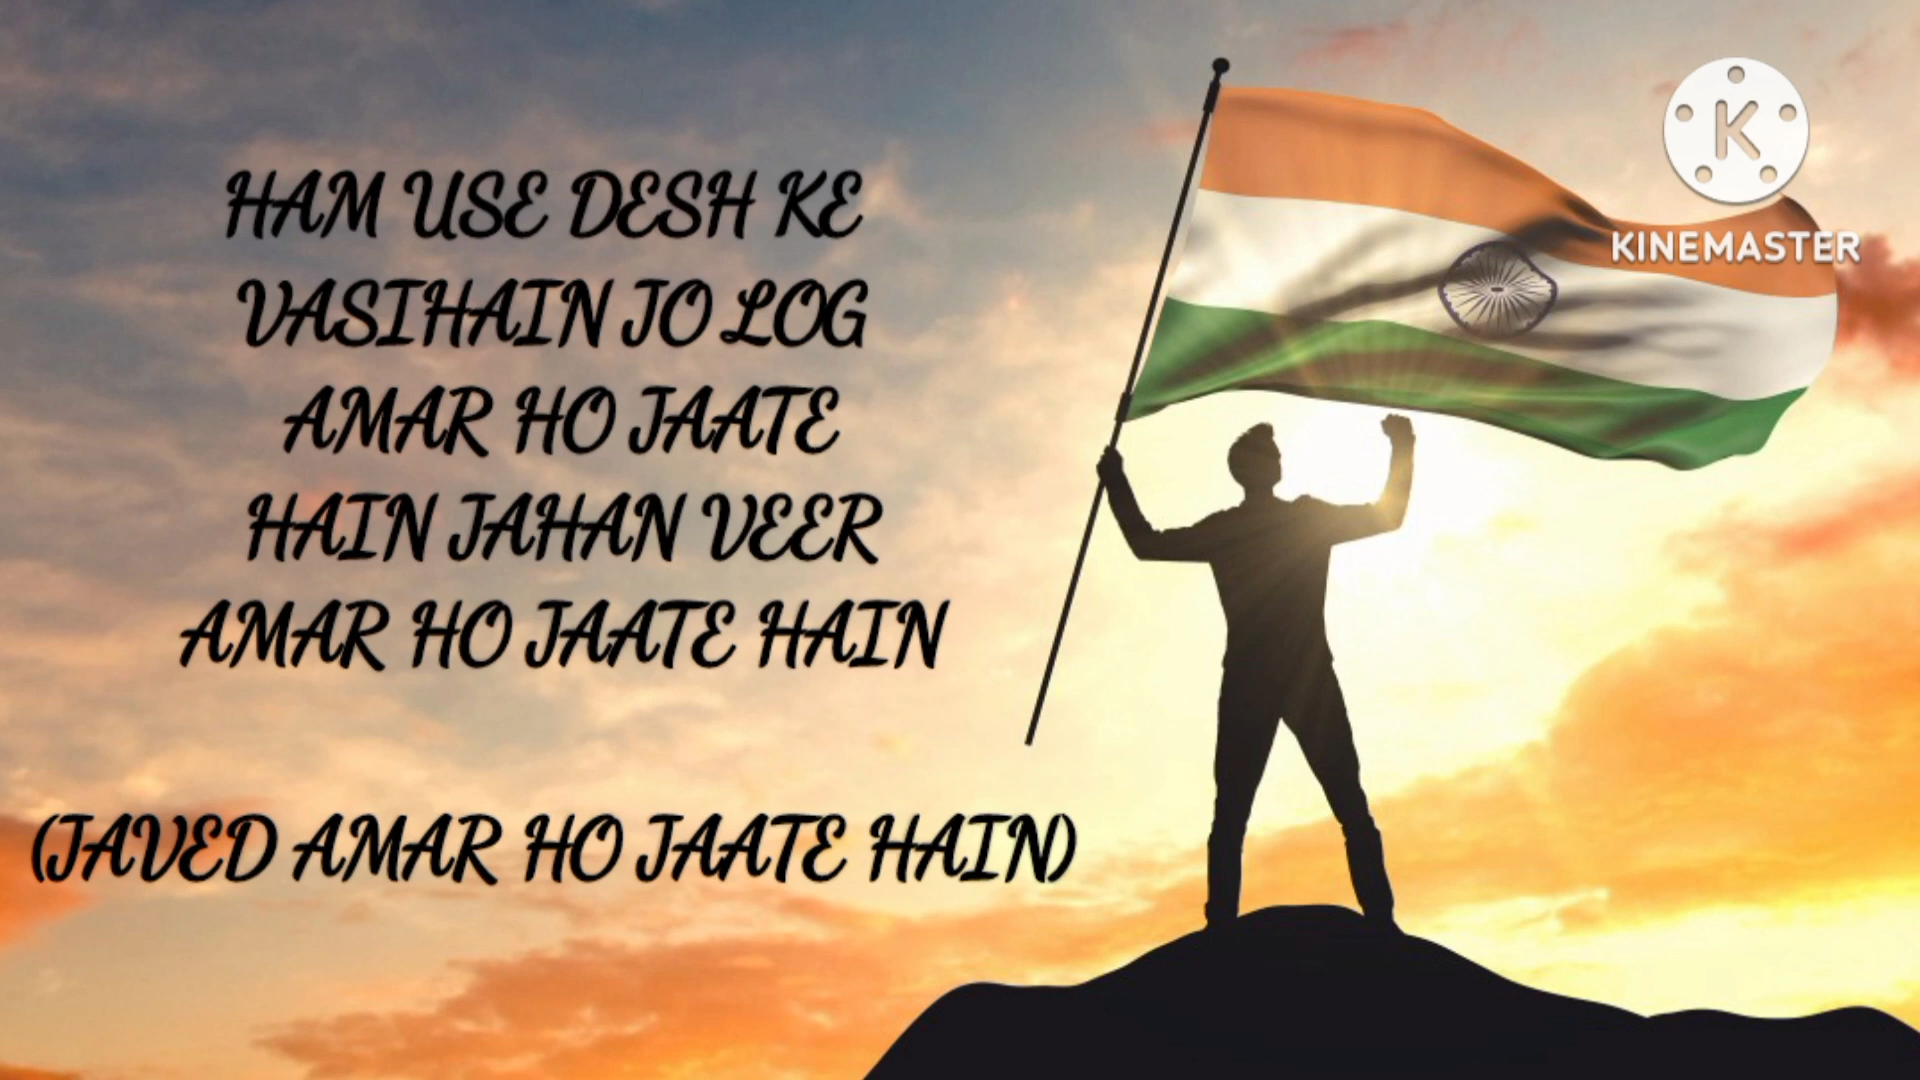 HAM USE DESH KE
VASIHAIN JO LOG
AMAR HO JAATE
HAIN JAHAN VEER
AMAR HO JAATE HAIN
(JAVED AMAR HO JAATE HAIN)
K
KINEMASTER